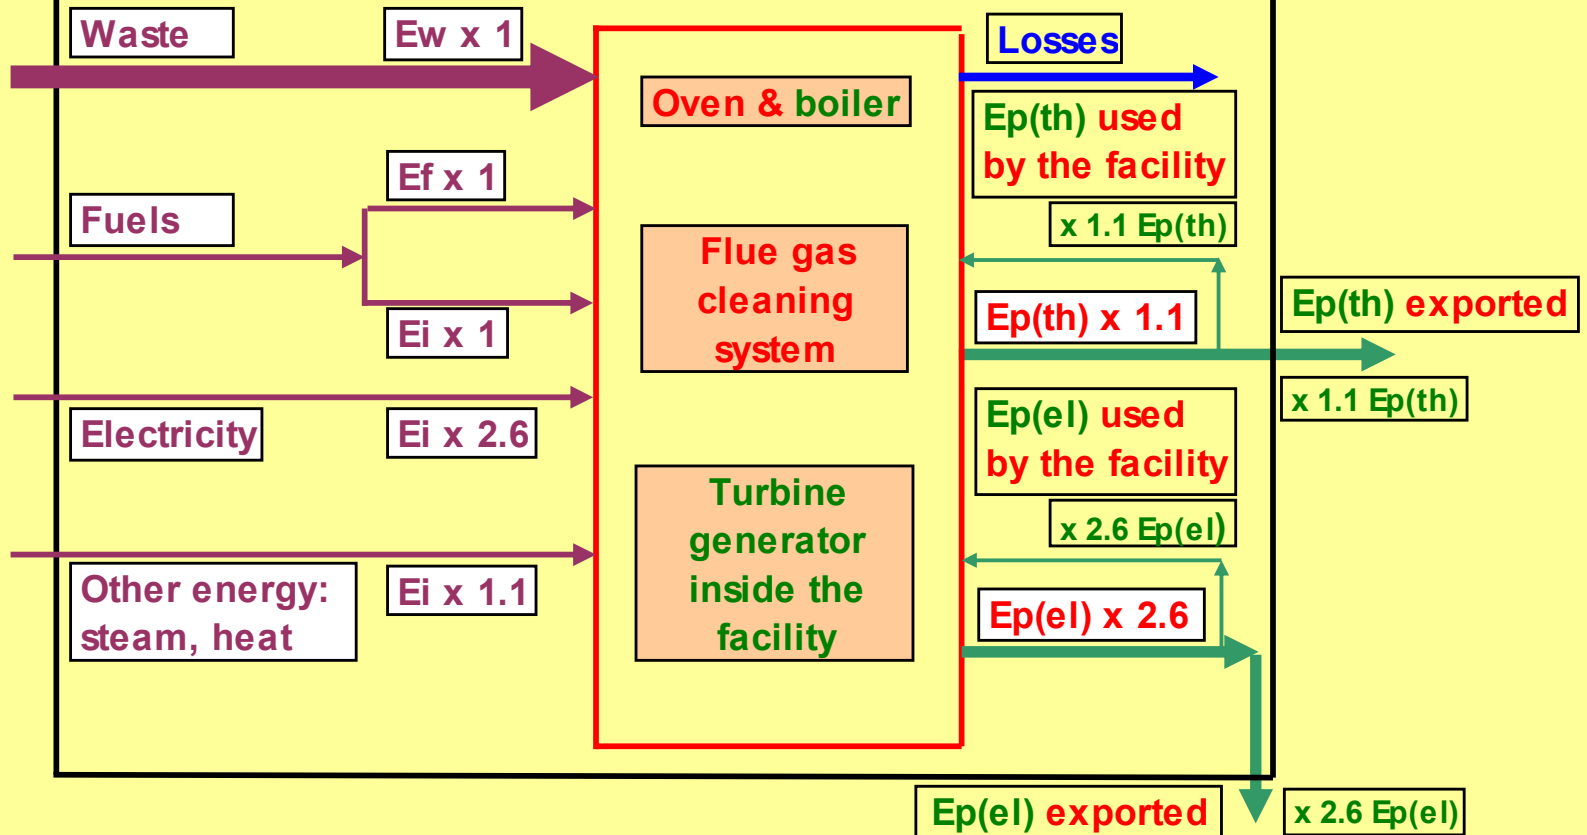 Waste
Ew x 1
Losses
Oven & boiler
Ep(th) used
by the facility
Ef x 1
Fuels
x 1.1 Ep(th)
Flue gas
cleaning
system
Ei x 1
Ep(th) x 1.1
Ep(th) exported
x 1.1 Ep(th)
Electricity
Ei x 2.6
Ep(el) used
by the facility
x 2.6 Ep(el)
Turbine
generator
inside the
facility
Other energy:
steam, heat
Ei x 1.1
Ep(el) x 2.6
Ep(el) exported
x 2.6 Ep(el)